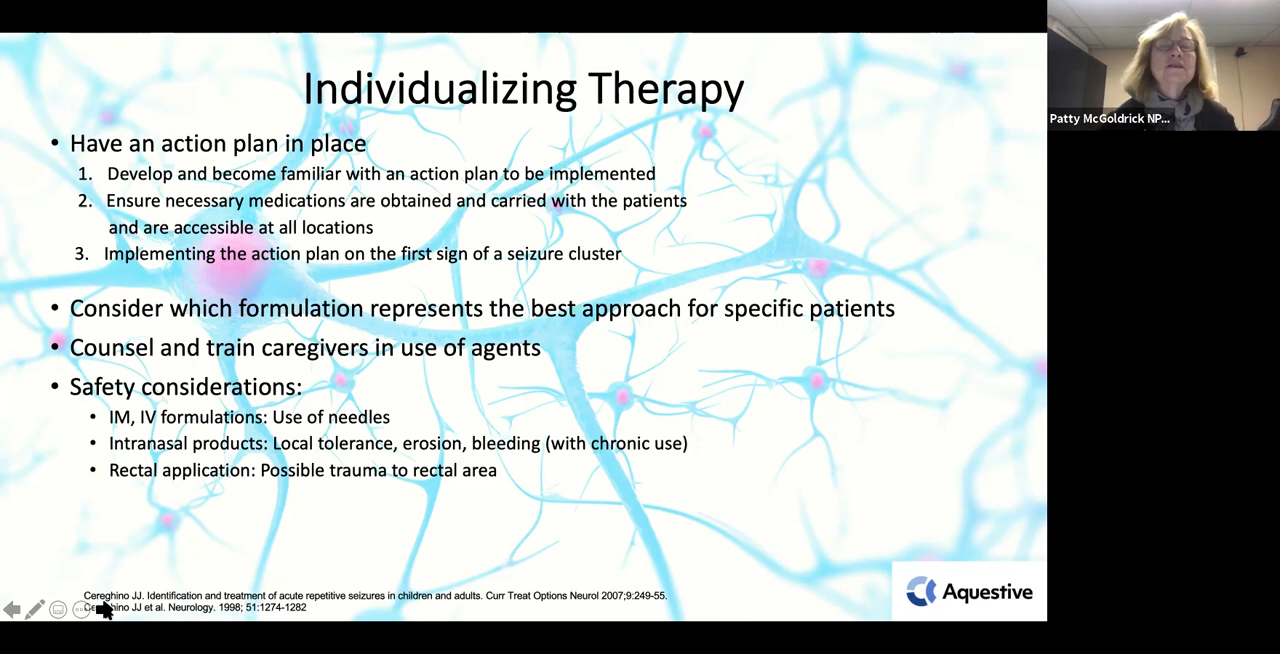 Individualizing Therapy
• Have an action plan in place
1. Develop and become familiar with an action plan to be implemented
2. Ensure necessary medications are obtained and carried with the patients
and are accessible at all locations
3. Implementing the action plan on the first sign of a seizure cluster
• Consider which formulation represents the best approach for specific patients
• Counsel and train caregivers in use of agents
• Safety considerations:
• IM, IV formulations: Use of needles
• Intranasal products: Local tolerance, erosion, bleeding (with chronic use)
• Rectal application: Possible trauma to rectal area
Cereghino JJ. Identification and treatment of acute repetitive seizures in children and adults. Curr Treat Options Neurol 2007;9:249-55.
JJ et al. Neurology. 1998; 51:1274-1282
Aquestive
Patty McGoldrick NP...